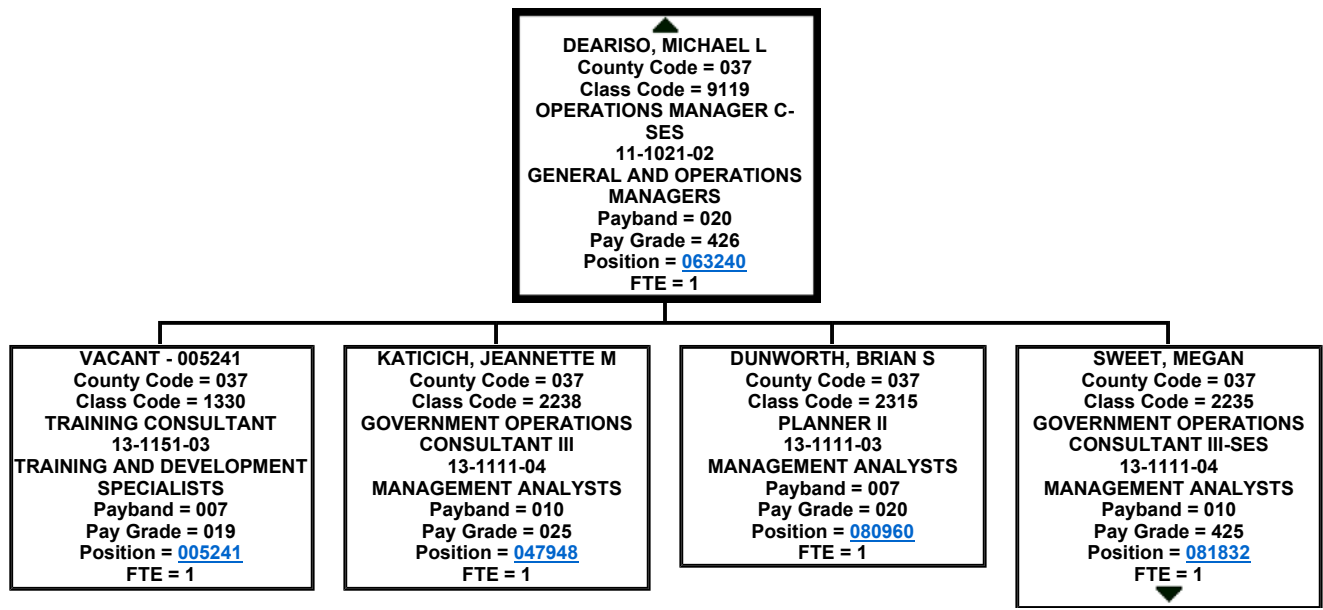 DEARISO, MICHAEL L
County Code = 037
Class Code = 9119
OPERATIONS MANAGER C-
SES
11-1021-02
GENERAL AND OPERATIONS
MANAGERS
Payband = 020
Pay Grade = 426
Position = 063240
FTE = 1
VACANT - 005241
County Code = 037
Class Code = 1330
TRAINING CONSULTANT
13-1151-03
TRAINING AND DEVELOPMENT
SPECIALISTS
Payband = 007
Pay Grade = 019
Position = 005241
FTE = 1
KATICICH, JEANNETTE M
County Code = 037
Class Code = 2238
GOVERNMENT OPERATIONS
CONSULTANT III
13-1111-04
MANAGEMENT ANALYSTS
Payband = 010
Pay Grade = 025
Position = 047948
FTE = 1
DUNWORTH, BRIAN S
County Code = 037
Class Code = 2315
PLANNER II
13-1111-03
MANAGEMENT ANALYSTS
Payband = 007
Pay Grade = 020
Position = 080960
FTE = 1
SWEET, MEGAN
County Code = 037
Class Code = 2235
GOVERNMENT OPERATIONS
CONSULTANT III-SES
13-1111-04
MANAGEMENT ANALYSTS
Payband = 010
Pay Grade = 425
Position = 081832
FTE = 1